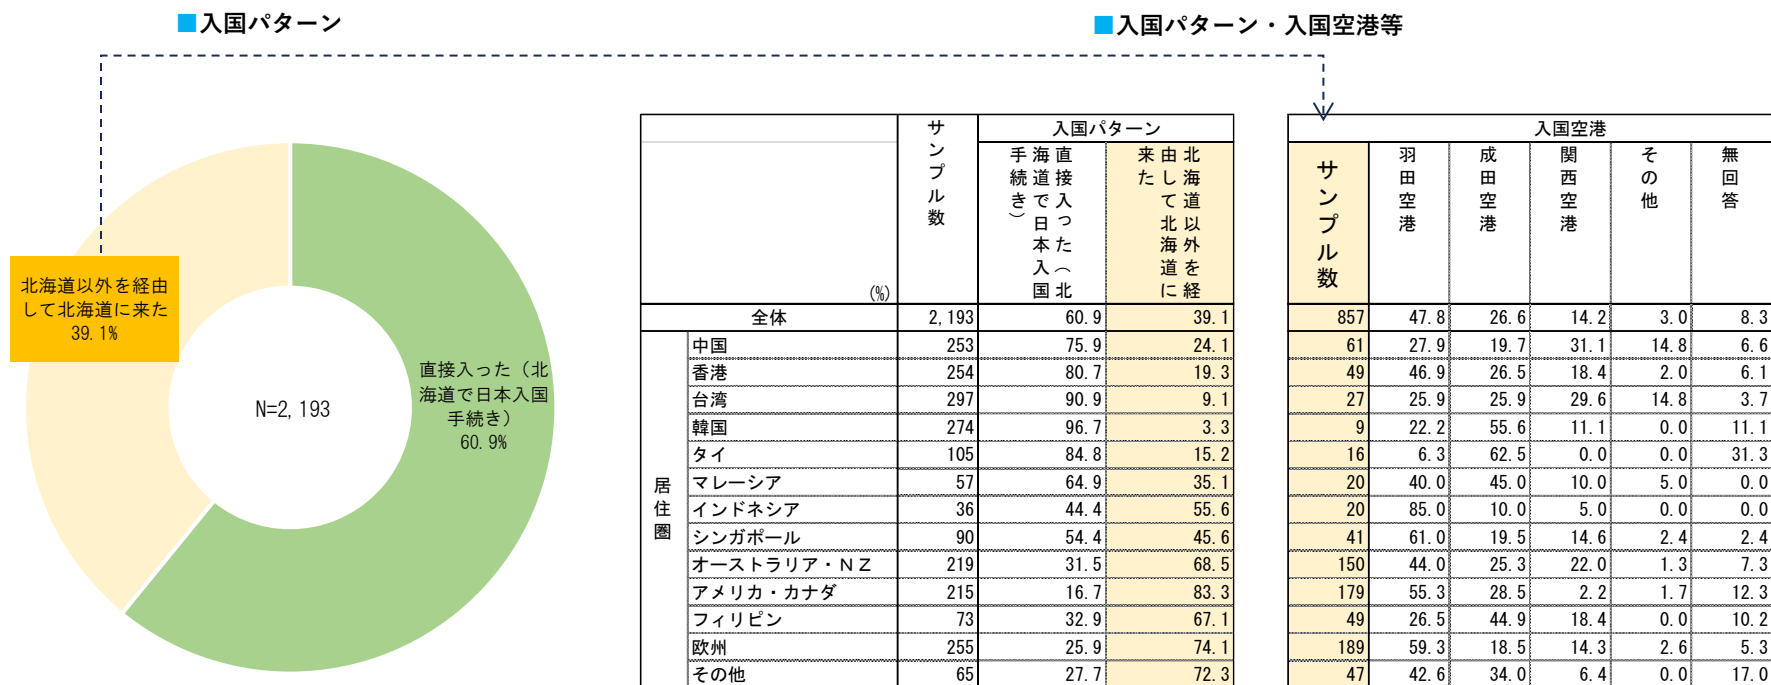 ■入国パターン
■入国パターン・入国空港等
北海道以外を経由
して北海道に来た
39.1%
直接入った（北
海道で日本入国
手続き）
60.9%
N=2,193
サンプル数
入国パターン
直接入った（北
海道で日本入国
手続き）
北海道以外を経
由して北海道に
来た
(%)
入国空港
サンプル数
羽田空港
成田空港
関西空港
その他
無回答
全体 2,193 60.9 39.1 857 47.8 26.6 14.2 3.0 8.3
居住圏
中国 253 75.9 24.1 61 27.9 19.7 31.1 14.8 6.6
香港 254 80.7 19.3 49 46.9 26.5 18.4 2.0 6.1
台湾 297 90.9 9.1 27 25.9 25.9 29.6 14.8 3.7
韓国 274 96.7 3.3 9 22.2 55.6 11.1 0.0 11.1
タイ 105 84.8 15.2 16 6.3 62.5 0.0 0.0 31.3
マレーシア 57 64.9 35.1 20 40.0 45.0 10.0 5.0 0.0
インドネシア 36 44.4 55.6 20 85.0 10.0 5.0 0.0 0.0
シンガポール 90 54.4 45.6 41 61.0 19.5 14.6 2.4 2.4
オーストラリア・ＮＺ 219 31.5 68.5 150 44.0 25.3 22.0 1.3 7.3
アメリカ・カナダ 215 16.7 83.3 179 55.3 28.5 2.2 1.7 12.3
フィリピン 73 32.9 67.1 49 26.5 44.9 18.4 0.0 10.2
欧州 255 25.9 74.1 189 59.3 18.5 14.3 2.6 5.3
その他 65 27.7 72.3 47 42.6 34.0 6.4 0.0 17.0